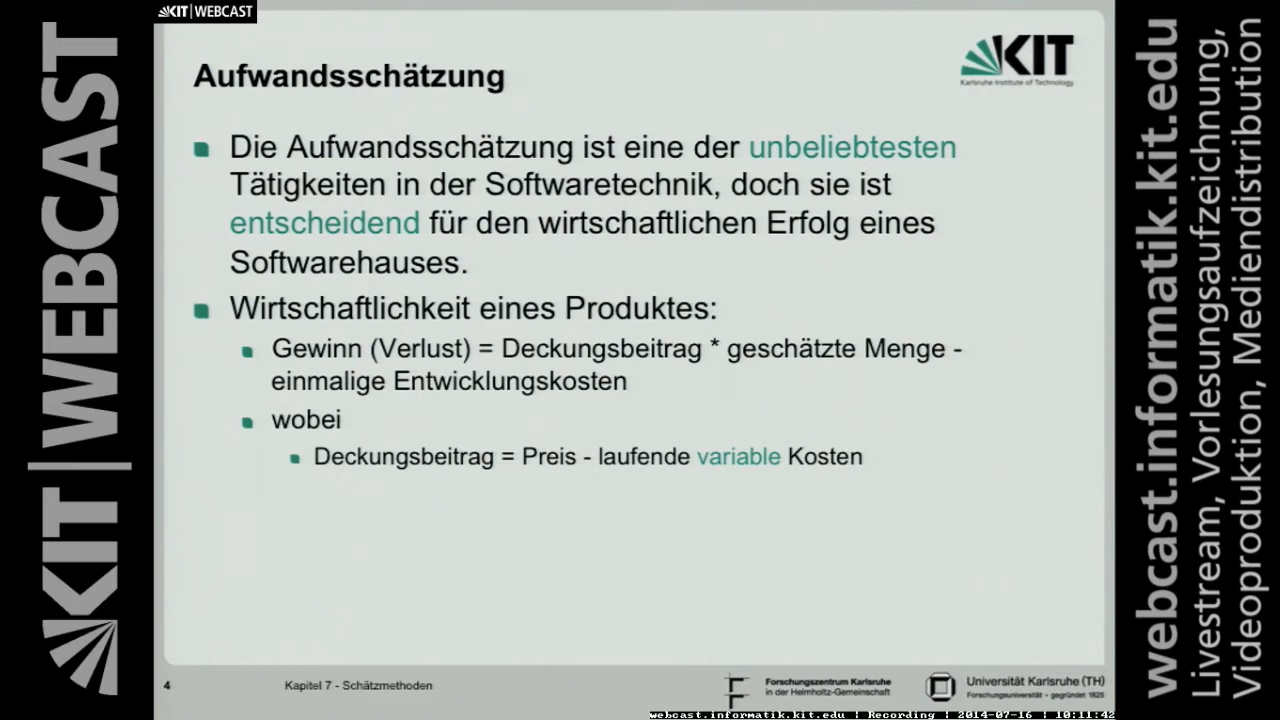 KIT | WEBCAST
KIT | WEBCAST
Aufwandsschätzung
KIT
Karlsruhe Institute of Technology
Die Aufwandsschätzung ist eine der unbeliebtesten
Tätigkeiten in der Softwaretechnik, doch sie ist
entscheidend für den wirtschaftlichen Erfolg eines
Softwarehauses.
Wirtschaftlichkeit eines Produktes:
Gewinn (Verlust) = Deckungsbeitrag * geschätzte Menge -
einmalige Entwicklungskosten
wobei
Deckungsbeitrag = Preis - laufende variable Kosten
4
Kapitel 7 - Schätzmethoden
Forschungszentrum Karlsruhe
in der Helmholtz-Gemeinschaft
Universität Karlsruhe (TH)
Forschungsuniversität - gegründet 1825
webcast.informatik.kit.edu | Recording | 2014-07-16 | 10:11:42
webcast.informatik.kit.edu
Livestream, Vorlesungsaufzeichnung,
Videoproduktion, Mediendistribution